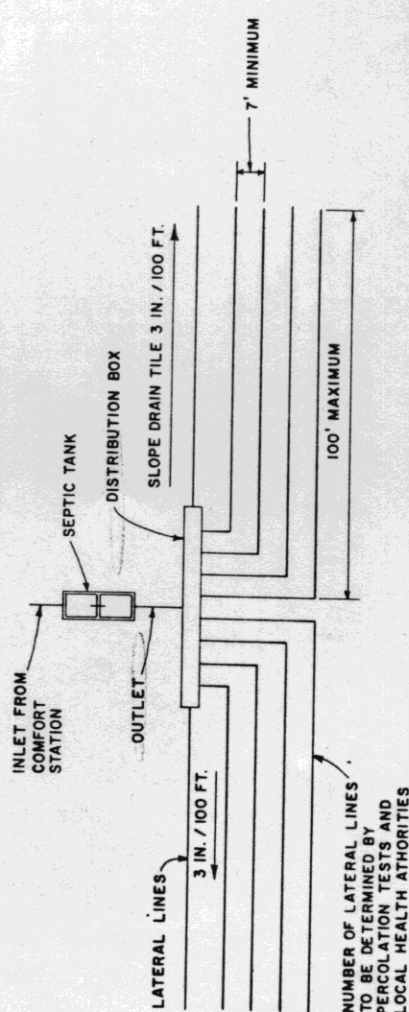 INLET FROM
COMFORT
STATION
SEPTIC TANK
OUTLET
DISTRIBUTION BOX
SLOPE DRAIN TILE 3 IN. / 100 FT.
7' MINIMUM
LATERAL LINES
3 IN. / 100 FT.
100' MAXIMUM
NUMBER OF LATERAL LINES
TO BE DETERMINED BY
PERCOLATION TESTS AND
LOCAL HEALTH ATHORITIES